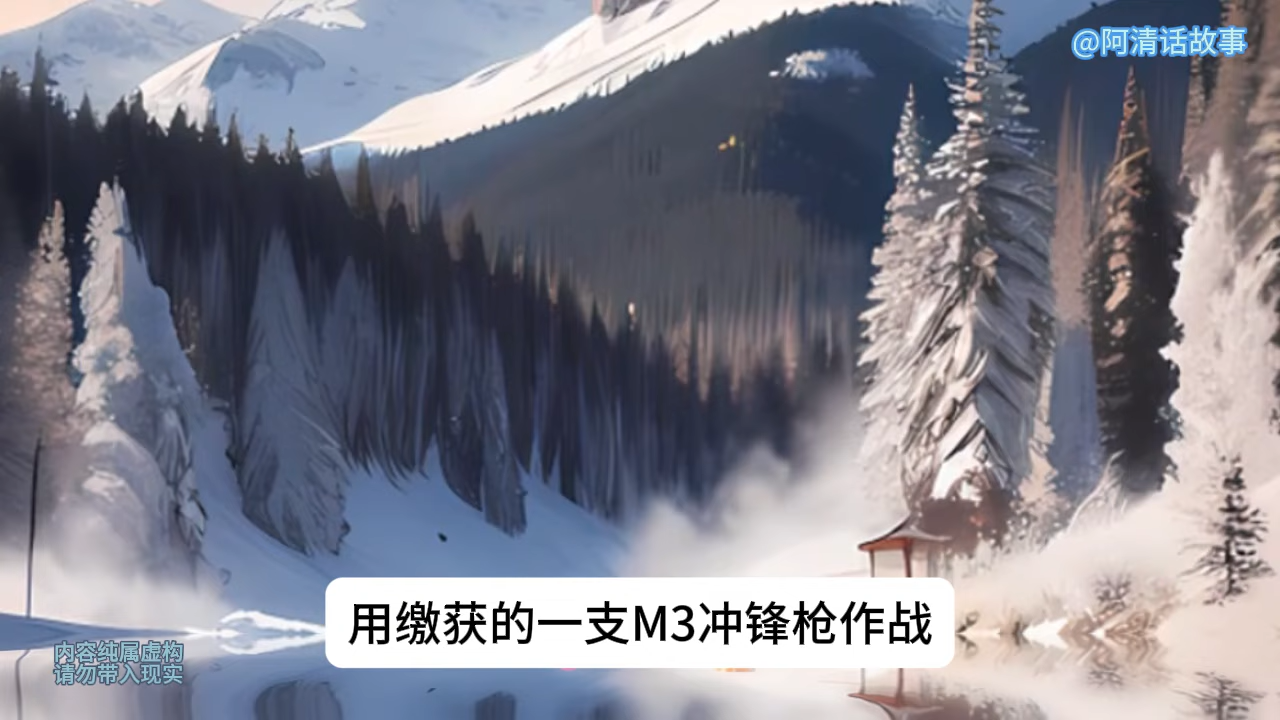 @阿清话故事
用缴获的一支M3冲锋枪作战
内容纯属虚构
请勿带入现实